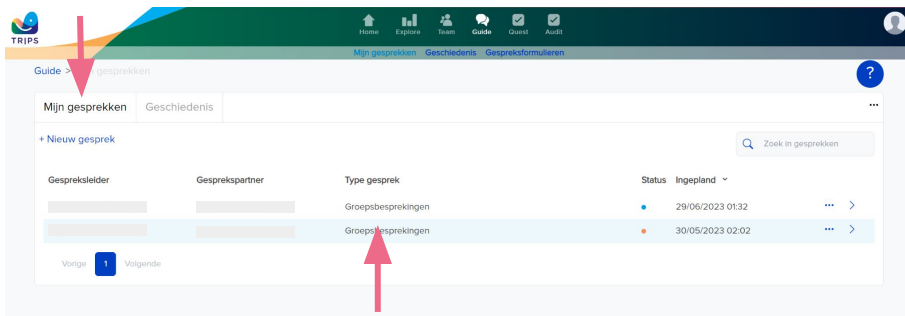 TRIPS
Home Explore Team Guide Quest Audit
Mijn gesprekken Geschiedenis Gespreksformulieren
Guide > gesprekken
?
Mijn gesprekken Geschiedenis
+ Nieuw gesprek
Zoek in gesprekken
Gespreksleider Gesprekspartner Type gesprek Status Ingepland
Groepsbesprekingen 29/06/2023 01:32
Groepsbesprekingen 30/05/2023 02:02
Vorige 1 Volgende